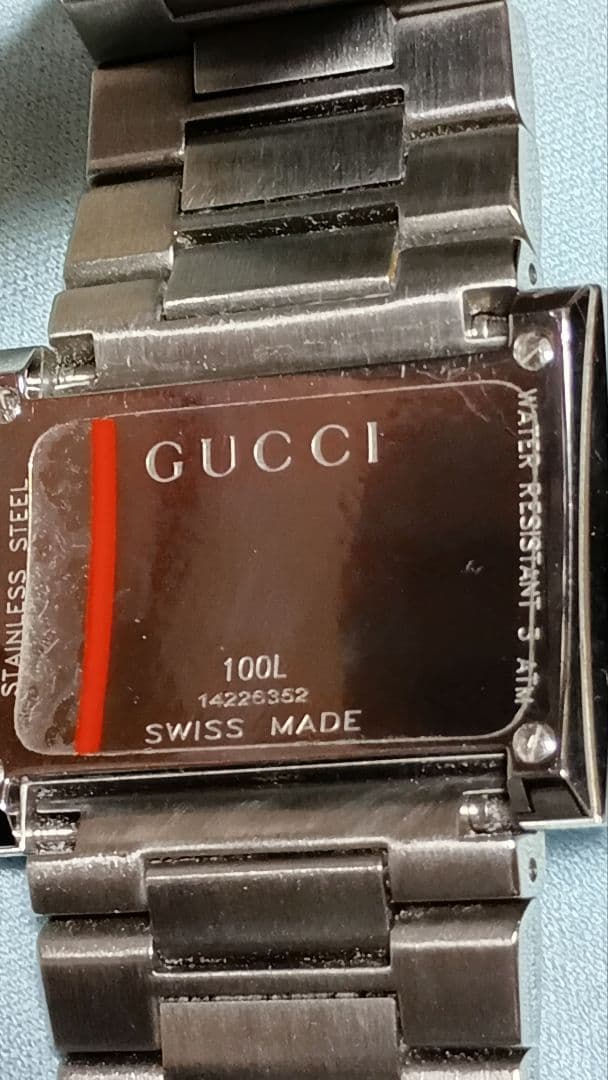 GUCCI
100L
14226352
SWISS MADE
STAINLESS STEEL
WATER RESISTANT 3 ATM